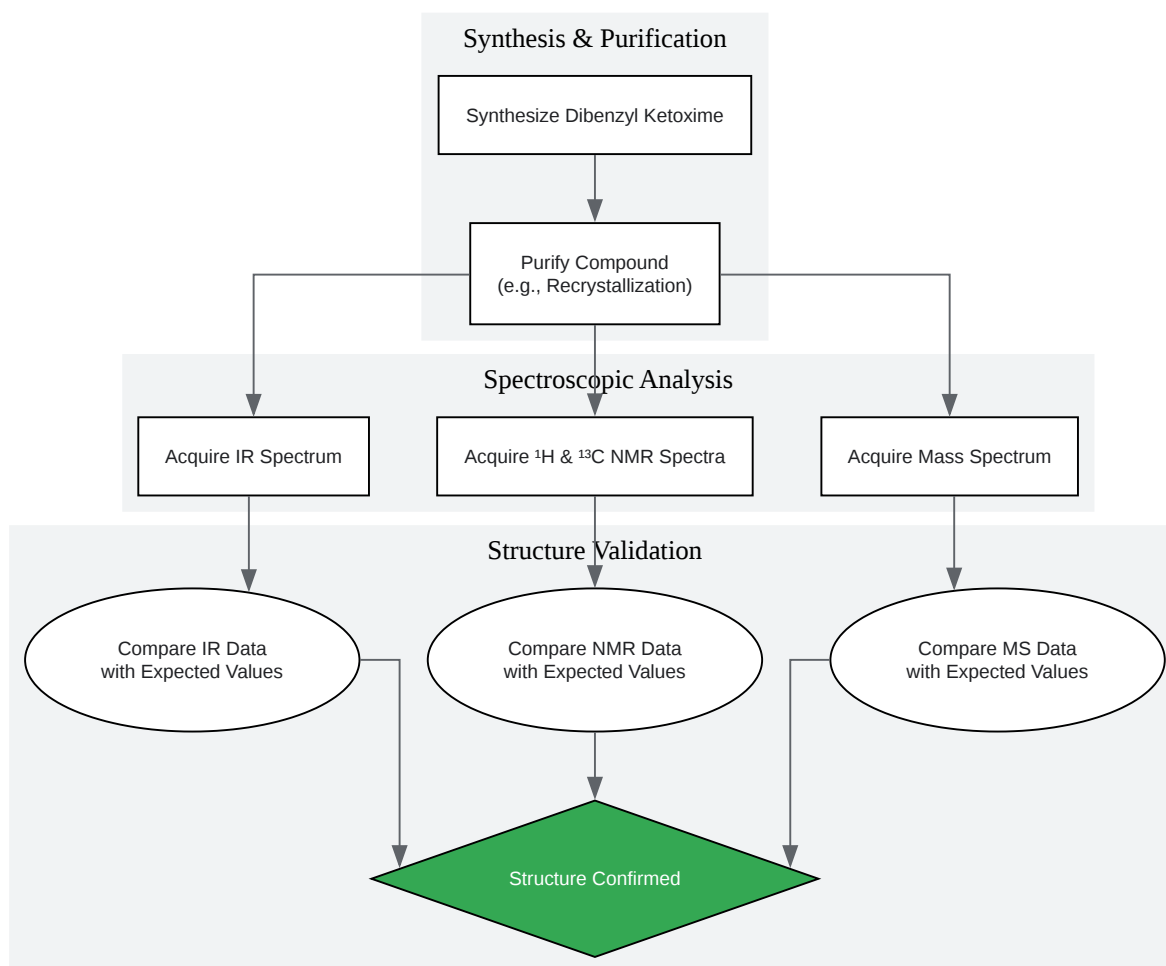 Synthesis & Purification
Synthesize Dibenzyl Ketoxime
Purify Compound
(e.g., Recrystallization)
Spectroscopic Analysis
Acquire IR Spectrum
Acquire ¹H & ¹³C NMR Spectra
Acquire Mass Spectrum
Structure Validation
Compare IR Data
with Expected Values
Compare NMR Data
with Expected Values
Compare MS Data
with Expected Values
Structure Confirmed